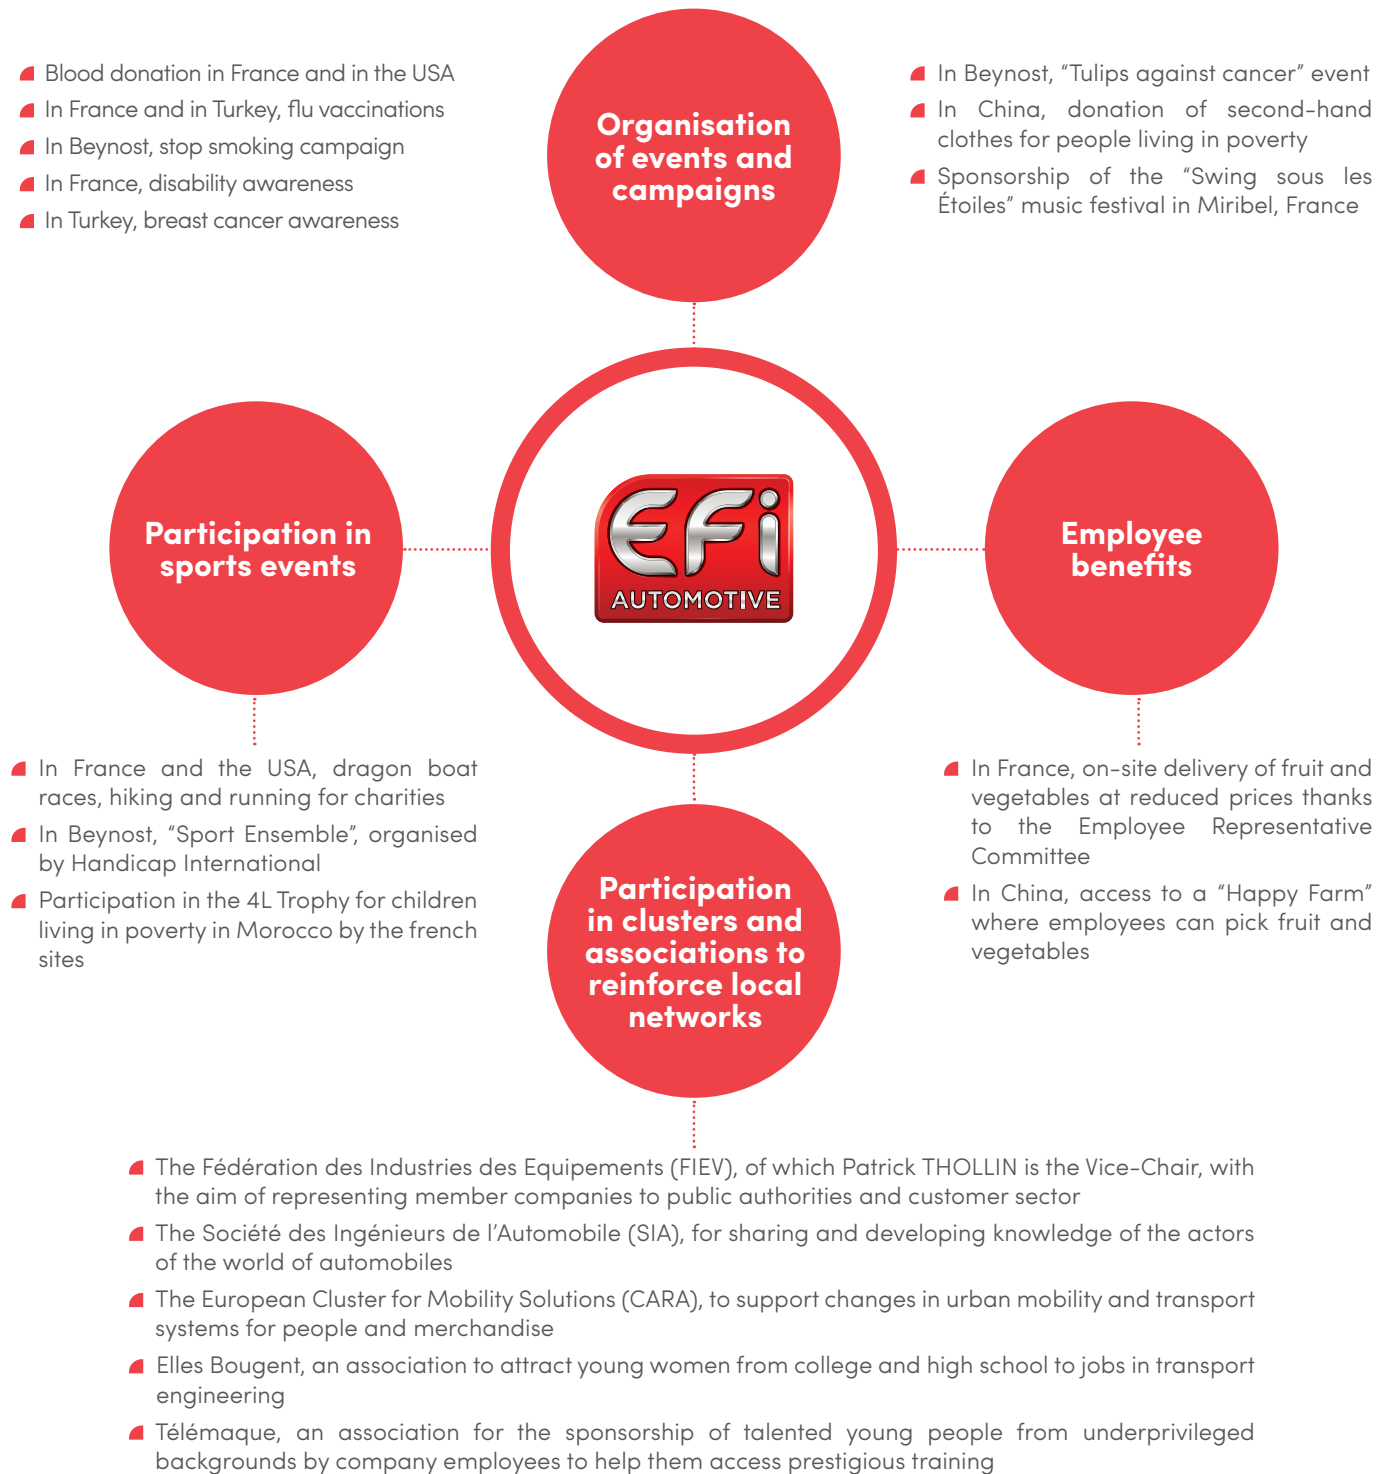 Blood donation in France and in the USA
In France and in Turkey, flu vaccinations
In Beynost, stop smoking campaign
In France, disability awareness
In Turkey, breast cancer awareness
Organisation
of events and
campaigns
In Beynost, “Tulips against cancer” event
In China, donation of second-hand
clothes for people living in poverty
Sponsorship of the “Swing sous les
Étoiles” music festival in Miribel, France
Participation in
sports events
EFi
AUTOMOTIVE
Employee
benefits
In France and the USA, dragon boat
races, hiking and running for charities
In Beynost, “Sport Ensemble”, organised
by Handicap International
Participation in the 4L Trophy for children
living in poverty in Morocco by the french
sites
In France, on-site delivery of fruit and
vegetables at reduced prices thanks
to the Employee Representative
Committee
In China, access to a “Happy Farm”
where employees can pick fruit and
vegetables
Participation
in clusters and
associations to
reinforce local
networks
The Fédération des Industries des Equipements (FIEV), of which Patrick THOLLIN is the Vice-Chair, with
the aim of representing member companies to public authorities and customer sector
The Société des Ingénieurs de l’Automobile (SIA), for sharing and developing knowledge of the actors
of the world of automobiles
The European Cluster for Mobility Solutions (CARA), to support changes in urban mobility and transport
systems for people and merchandise
Elles Bougent, an association to attract young women from college and high school to jobs in transport
engineering
Télémaque, an association for the sponsorship of talented young people from underprivileged
backgrounds by company employees to help them access prestigious training